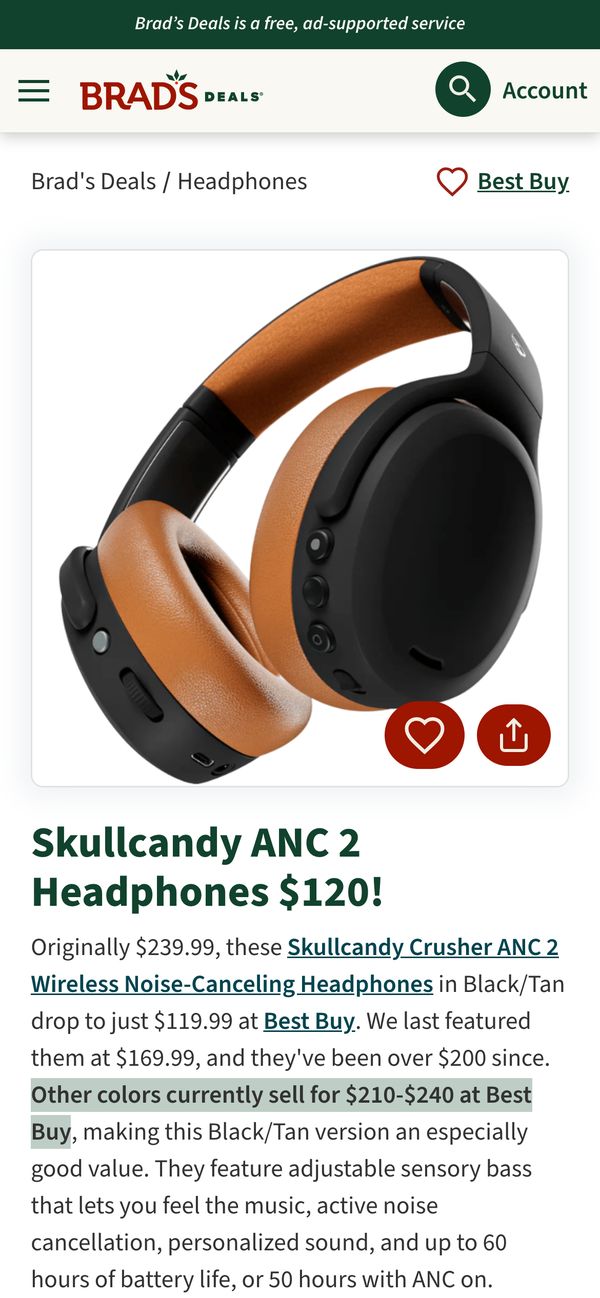 Brad's Deals is a free, ad-supported service
BRAD'S DEALS
Account
Brad's Deals / Headphones
Best Buy
Skullcandy ANC 2
Headphones $120!
Originally $239.99, these Skullcandy Crusher ANC 2
Wireless Noise-Canceling Headphones in Black/Tan
drop to just $119.99 at Best Buy. We last featured
them at $169.99, and they've been over $200 since.
Other colors currently sell for $210-$240 at Best
Buy, making this Black/Tan version an especially
good value. They feature adjustable sensory bass
that lets you feel the music, active noise
cancellation, personalized sound, and up to 60
hours of battery life, or 50 hours with ANC on.